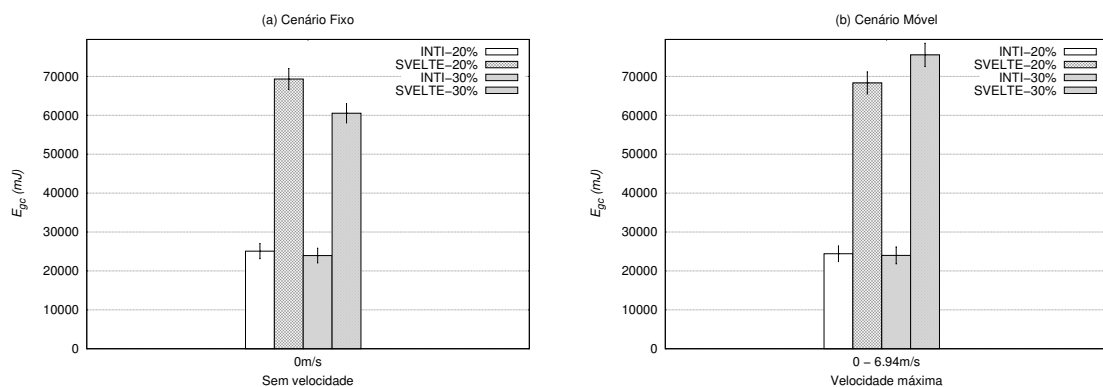 (a) Cenário Fixo
INTI−20%
SVELTE−20%
INTI−30%
SVELTE−30%
70000
60000
50000
40000
30000
20000
10000
0
E_gc (mJ)
0m/s
Sem velocidade
(b) Cenário Móvel
INTI−20%
SVELTE−20%
INTI−30%
SVELTE−30%
70000
60000
50000
40000
30000
20000
10000
0
E_gc (mJ)
0 − 6.94m/s
Velocidade máxima